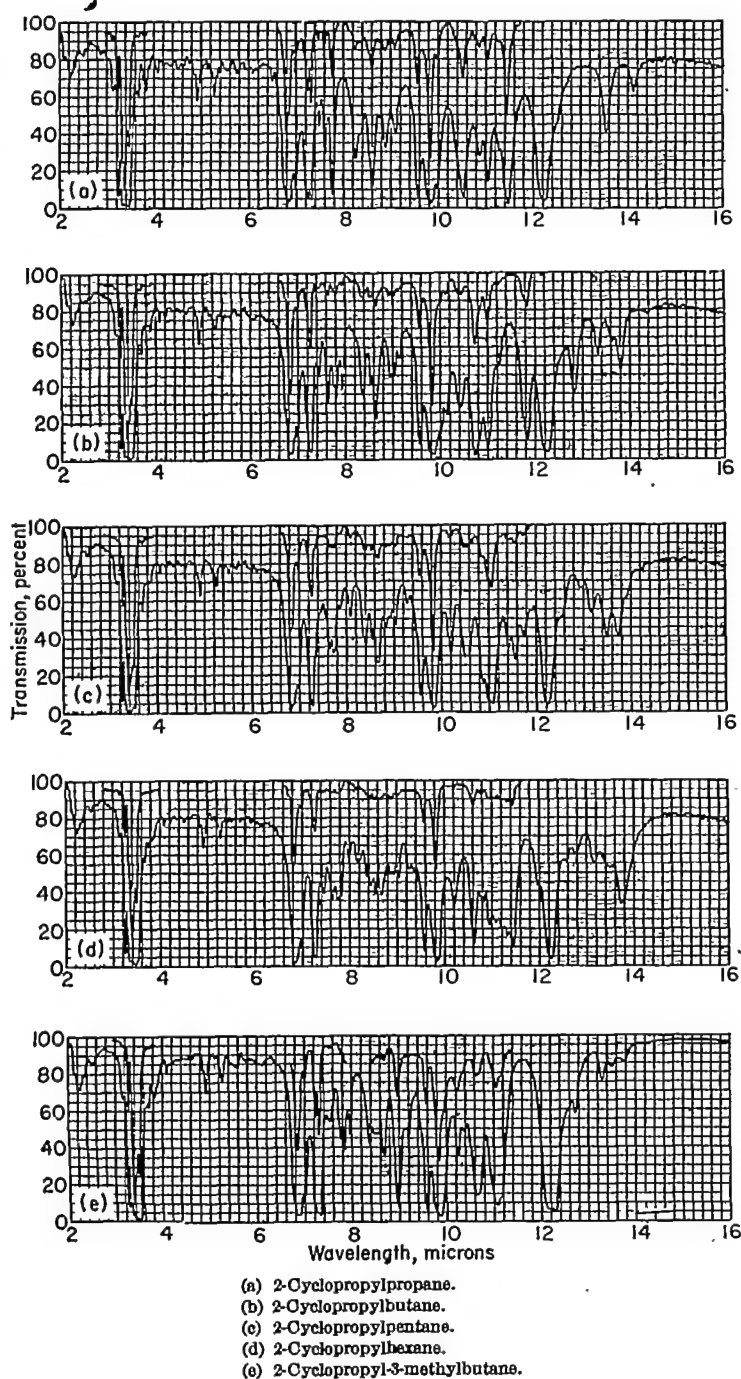 100
80
60
40
20
0
(a)
2 4 6 8 10 12 14 16
100
80
60
40
20
0
(b)
2 4 6 8 10 12 14 16
Transmission, percent
100
80
60
40
20
0
(c)
2 4 6 8 10 12 14 16
100
80
60
40
20
0
(d)
2 4 6 8 10 12 14 16
100
80
60
40
20
0
(e)
2 4 6 8 10 12 14 16
Wavelength, microns
(a) 2-Cyclopropylpropane.
(b) 2-Cyclopropylbutane.
(c) 2-Cyclopropylpentane.
(d) 2-Cyclopropylhexane.
(e) 2-Cyclopropyl-3-methylbutane.